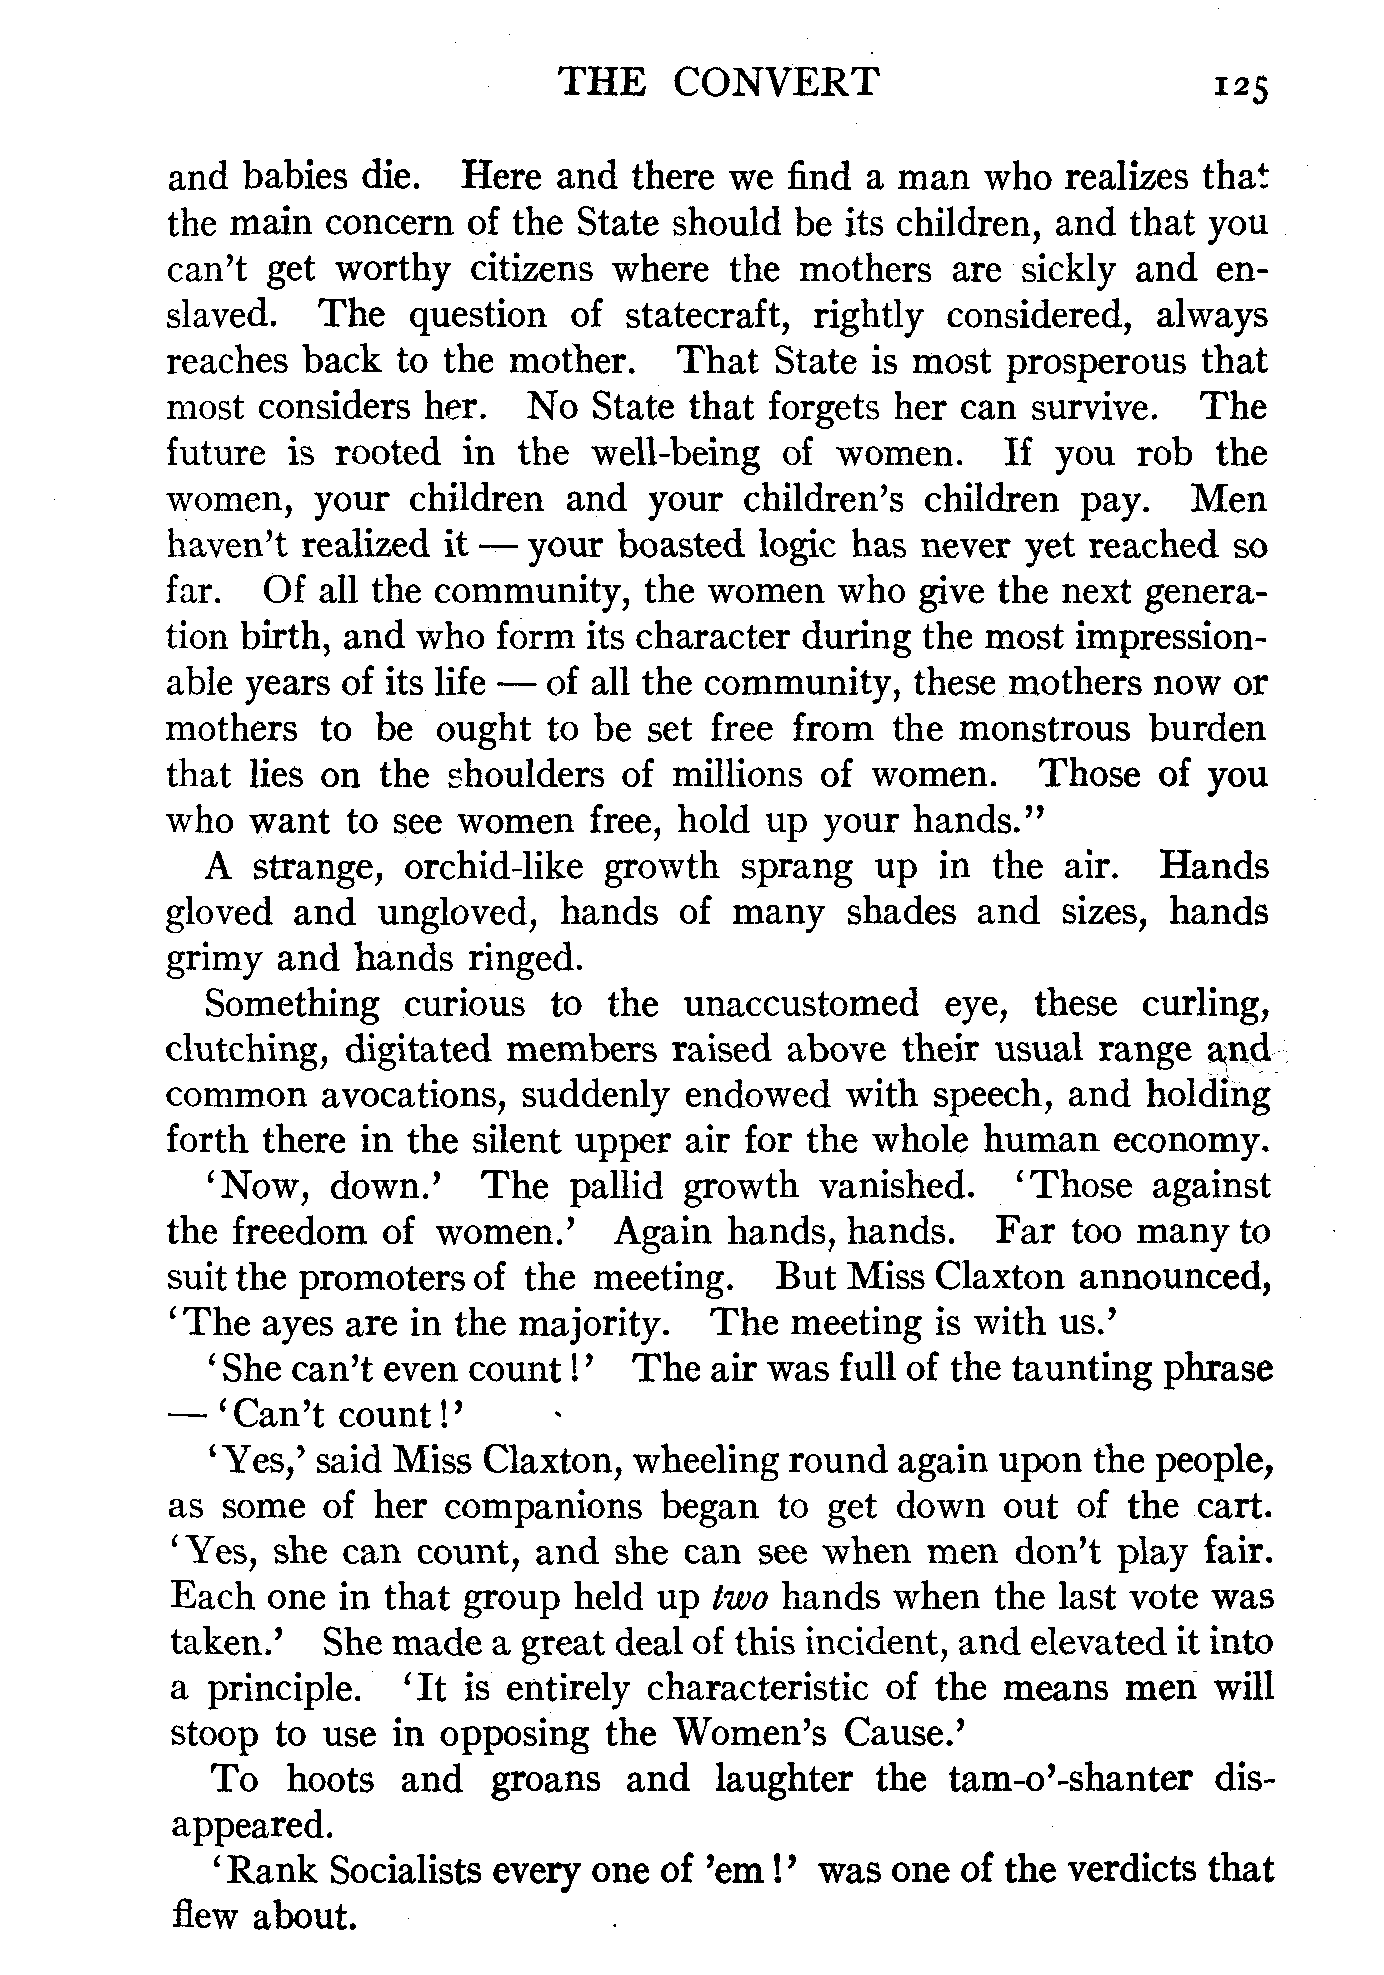 THE CONVERT 125
and babies die. Here and there we find a man who realizes that
the main concern of the State should be its children, and that you
can't get worthy citizens where the mothers are sickly and en-
slaved. The question of statecraft, rightly considered, always
reaches back to the mother. That State is most prosperous that
most considers her. No State that forgets her can survive. The
future is rooted in the well-being of women. If you rob the
women, your children and your children's children pay. Men
haven't realized it — your boasted logic has never yet reached so
far. Of all the community, the women who give the next genera-
tion birth, and who form its character during the most impression-
able years of its life — of all the community, these mothers now or
mothers to be ought to be set free from the monstrous burden
that lies on the shoulders of millions of women. Those of you
who want to see women free, hold up your hands.”
A strange, orchid-like growth sprang up in the air. Hands
gloved and ungloved, hands of many shades and sizes, hands
grimy and hands ringed.
Something curious to the unaccustomed eye, these curling,
clutching, digitated members raised above their usual range and
common avocations, suddenly endowed with speech, and holding
forth there in the silent upper air for the whole human economy.
‘Now, down.’ The pallid growth vanished. ‘Those against
the freedom of women.’ Again hands, hands. Far too many to
suit the promoters of the meeting. But Miss Claxton announced,
‘The ayes are in the majority. The meeting is with us.’
‘She can't even count!’ The air was full of the taunting phrase
— ‘Can't count!’
‘Yes,’ said Miss Claxton, wheeling round again upon the people,
as some of her companions began to get down out of the cart.
‘Yes, she can count, and she can see when men don't play fair.
Each one in that group held up two hands when the last vote was
taken.’ She made a great deal of this incident, and elevated it into
a principle. ‘It is entirely characteristic of the means men will
stoop to use in opposing the Women's Cause.’
To hoots and groans and laughter the tam-o'-shanter dis-
appeared.
‘Rank Socialists every one of 'em!’ was one of the verdicts that
flew about.